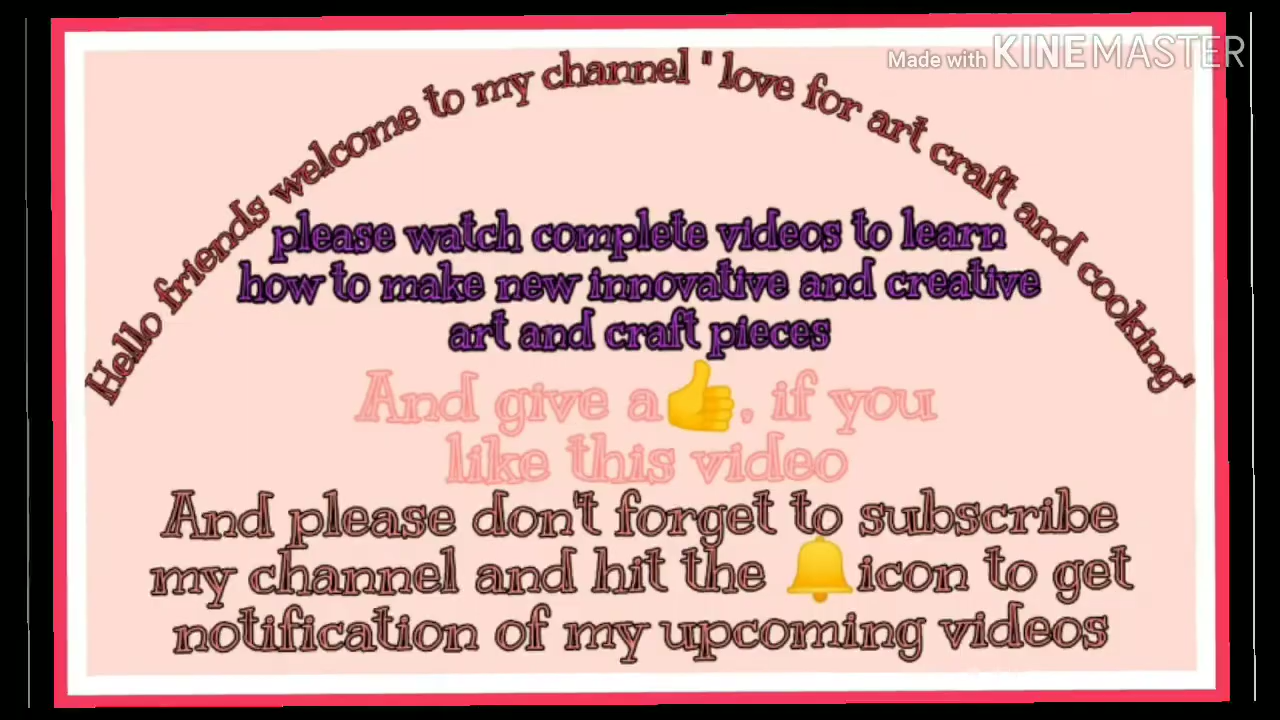 Made with KINEMASTER
Hello friends welcome to my channel " love for art craft and cooking"
please watch complete videos to learn
how to make new innovative and creative
art and craft pieces
And give a👍, if you
like this video
And please don't forget to subscribe
my channel and hit the 🔔icon to get
notification of my upcoming videos